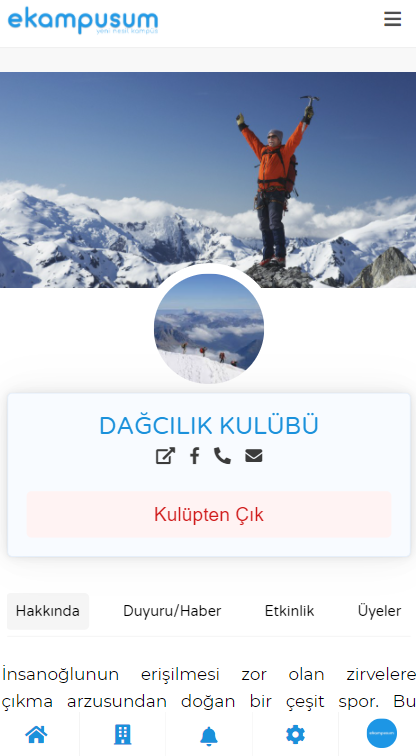 ekampusum
yeni nesil kampüs
DAĞCILIK KULÜBÜ
Kulüpten Çık
Hakkında Duyuru/Haber Etkinlik Üyeler
İnsanoğlunun erişilmesi zor olan zirvelere
çıkma arzusundan doğan bir çeşit spor. Bu
ekampusum